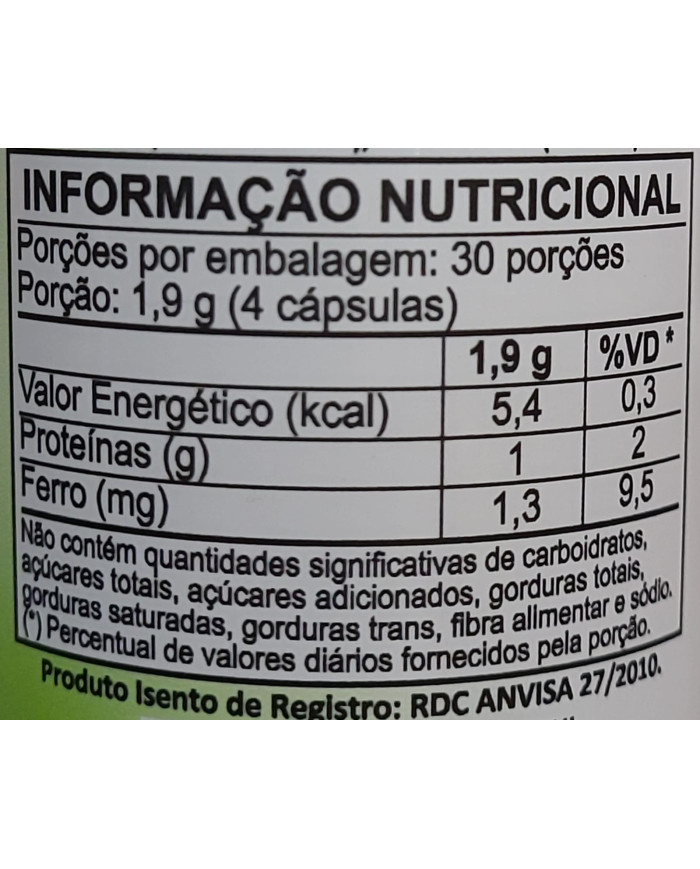 INFORMAÇÃO NUTRICIONAL
Porções por embalagem: 30 porções
Porção: 1,9 g (4 cápsulas)
1,9 g %VD*
Valor Energético (kcal) 5,4 0,3
Proteínas (g) 1 2
Ferro (mg) 1,3 9,5
Não contém quantidades significativas de carboidratos,
açúcares totais, açúcares adicionados, gorduras totais,
gorduras saturadas, gorduras trans, fibra alimentar e sódio.
(*) Percentual de valores diários fornecidos pela porção.
Produto Isento de Registro: RDC ANVISA 27/2010.